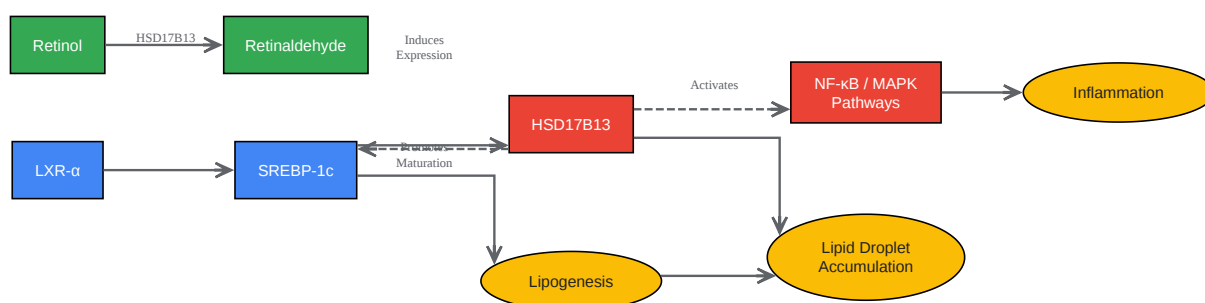 Retinol
HSD17B13
Retinaldehyde
Induces
Expression
Activates
NF-κB / MAPK
Pathways
Inflammation
HSD17B13
LXR-α
SREBP-1c
Promotes
Maturation
Lipid Droplet
Accumulation
Lipogenesis